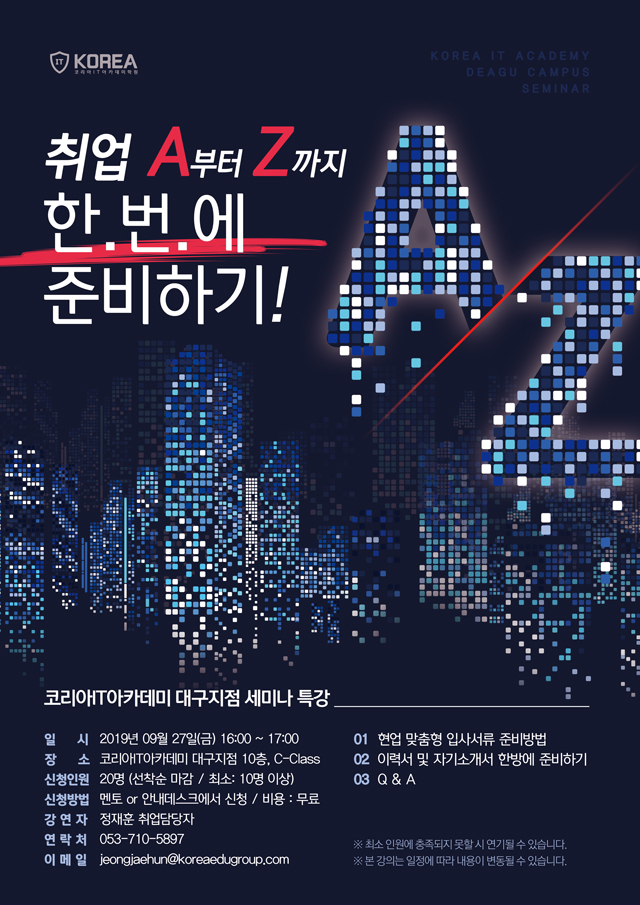 KOREA
코리아IT아카데미학원
KOREA IT ACADEMY
DEAGU CAMPUS
SEMINAR
취업 A부터 Z까지
한.번.에
준비하기!
A
Z
코리아IT아카데미 대구지점 세미나 특강
일 시 2019년 09월 27일(금) 16:00 ~ 17:00
장 소 코리아IT아카데미 대구지점 10층, C-Class
신청인원 20명 (선착순 마감 / 최소: 10명 이상)
신청방법 멘토 or 안내데스크에서 신청 / 비용 : 무료
강 연 자 정재훈 취업담당자
연 락 처 053-710-5897
이 메 일 jeongjaehun@koreaedugroup.com
01 현업 맞춤형 입사서류 준비방법
02 이력서 및 자기소개서 한방에 준비하기
03 Q & A
※ 최소 인원에 충족되지 못할 시 연기될 수 있습니다.
※ 본 강의는 일정에 따라 내용이 변동될 수 있습니다.